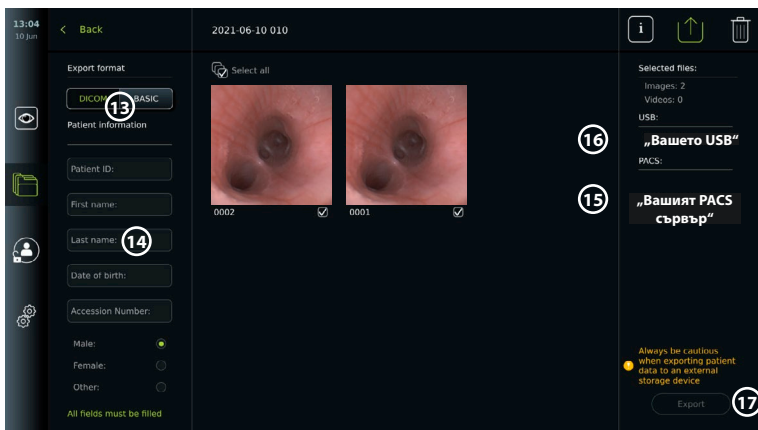 13:04
10 Jun
Back
2021-06-10 010
i
Export format
DICOM
BASIC
13
Patient information
Patient ID:
First name:
Last name:
14
Date of birth:
Accession Number:
Male:
Female:
Other:
All fields must be filled
Select all
0002
0001
Selected files:
Images: 2
Videos: 0
USB:
16
„Вашето USB“
PACS:
15
„Вашият PACS
сървър“
Always be cautious
when exporting patient
data to an external
storage device
Export
17